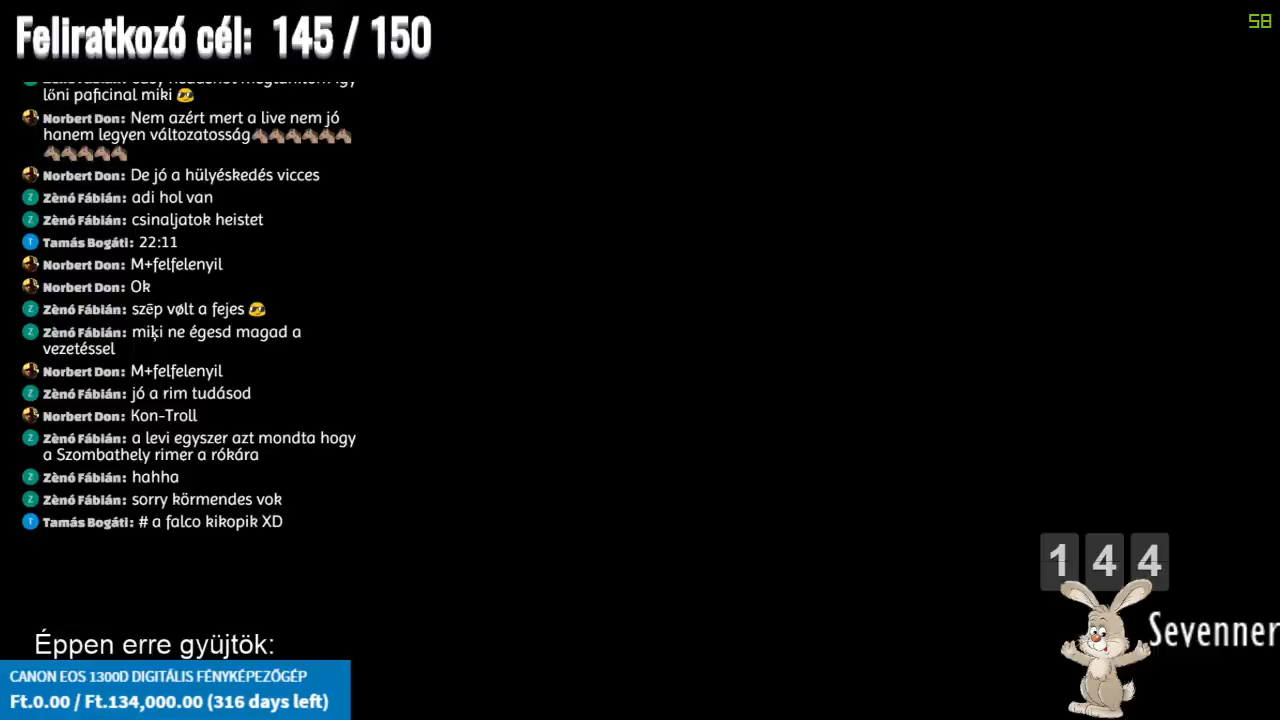 Feliratkozó cél: 145 / 150
58
lőni paficinal miki
Norbert Don: Nem azért mert a live nem jó
hanem legyen változatosság
Norbert Don: De jó a hülyéskedés vicces
Z Zènó Fábián: adi hol van
Z Zènó Fábián: csinaljatok heistet
T Tamás Bogáti: 22:11
Norbert Don: M+felfelenyil
Norbert Don: Ok
Z Zènó Fábián: szēp vølt a fejes
Z Zènó Fábián: miķi ne égesd magad a
vezetéssel
Norbert Don: M+felfelenyil
Z Zènó Fábián: jó a rim tudásod
Norbert Don: Kon-Troll
Z Zènó Fábián: a levi egyszer azt mondta hogy
a Szombathely rimer a rókára
Z Zènó Fábián: hahha
Z Zènó Fábián: sorry körmendes vok
T Tamás Bogáti: # a falco kikopik XD
144
Sevenner
Éppen erre gyüjtök:
CANON EOS 1300D DIGITÁLIS FÉNYKÉPEZŐGÉP
Ft.0.00 / Ft.134,000.00 (316 days left)